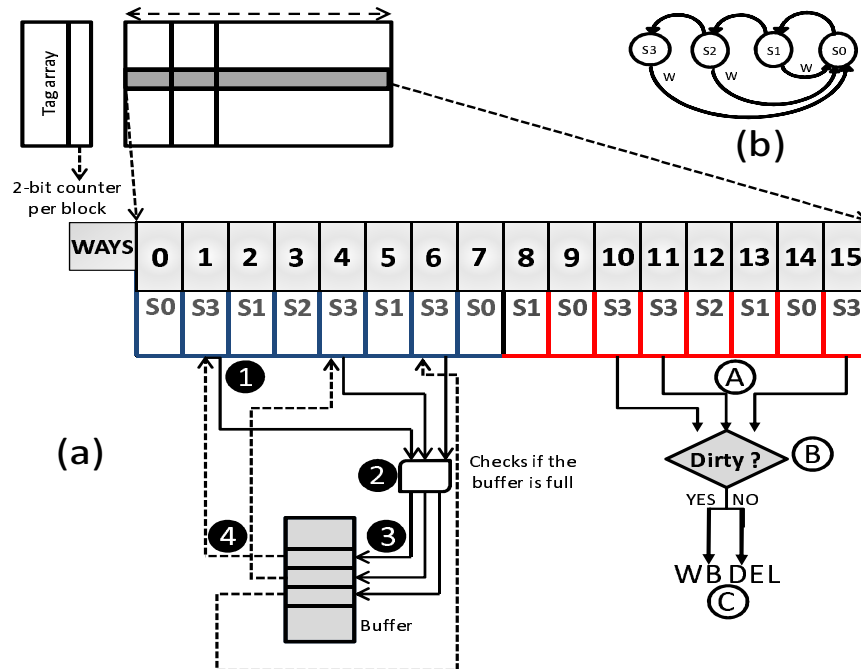 Tag array
S3 S2 S1 S0
W W W
(b)
2-bit counter
per block
WAYS 0 1 2 3 4 5 6 7 8 9 10 11 12 13 14 15
S0 S3 S1 S2 S3 S1 S3 S0 S1 S0 S3 S3 S2 S1 S0 S3
1
A
(a)
2
Checks if the
buffer is full
Dirty ?
B
YES NO
4
3
WB DEL
C
Buffer